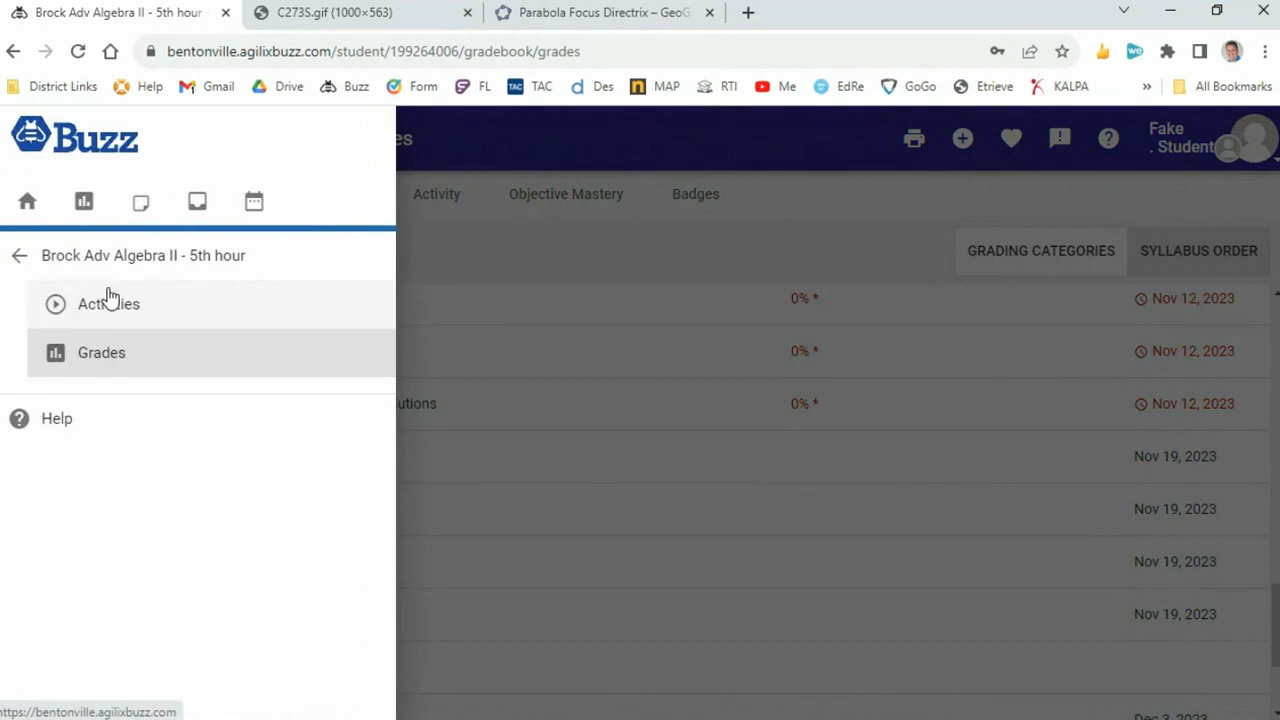 Brock Adv Algebra II - 5th hour
C273S.gif (1000×563)
Parabola Focus Directrix – GeoG
bentonville.agilixbuzz.com/student/199264006/gradebook/grades
District Links
Help
Gmail
Drive
Buzz
Form
FL
TAC
TAC
Des
MAP
RTI
Me
EdRe
GoGo
Etrieve
KALPA
»
All Bookmarks
Buzz
es
Fake
. Student
Activity
Objective Mastery
Badges
Brock Adv Algebra II - 5th hour
GRADING CATEGORIES
SYLLABUS ORDER
Activities
0% *
Nov 12, 2023
Grades
0% *
Nov 12, 2023
utions
0% *
Nov 12, 2023
Help
Nov 19, 2023
Nov 19, 2023
Nov 19, 2023
Nov 19, 2023
https://bentonville.agilixbuzz.com
Dec 3, 2023